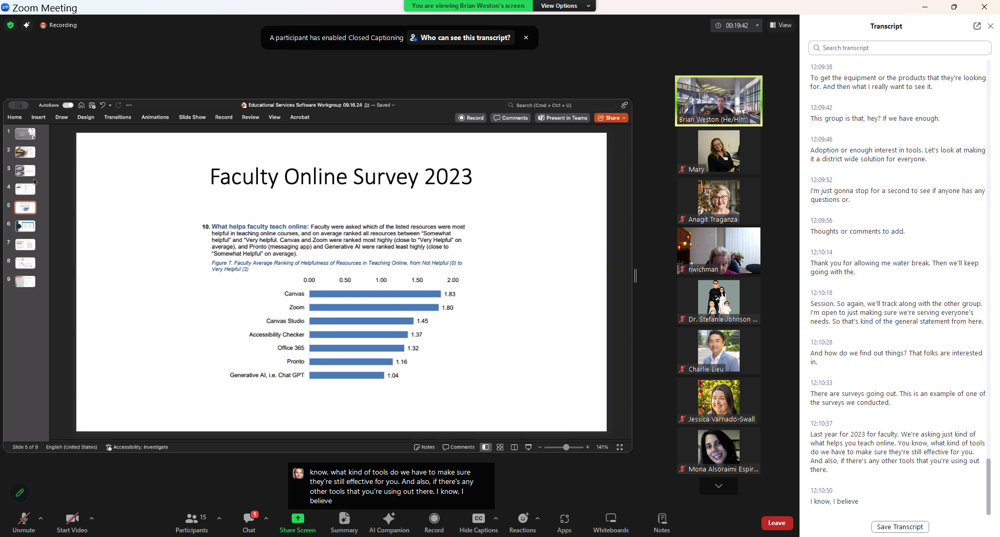 Zoom Meeting
You are viewing Brian Weston's screen
View Options
Recording
A participant has enabled Closed Captioning
Who can see this transcript?
00:19:42
View
AutoSave
Educational Services Software Workgroup 09.16.24
— Saved
Search (Cmd + Ctrl + U)
Home Insert Draw Design Transitions Animations Slide Show Record Review View Acrobat
Record
Comments
Present in Teams
Share
1
2
3
4
5
6
7
8
9
Faculty Online Survey 2023
10. What helps faculty teach online: Faculty were asked which of the listed resources were most
helpful in teaching online courses, and on average ranked all resources between “Somewhat
helpful” and “Very helpful. Canvas and Zoom were ranked most highly (close to “Very Helpful” on
average), and Pronto (messaging app) and Generative AI were ranked least highly (close to
“Somewhat Helpful” on average).
Figure 7. Faculty Average Ranking of Helpfulness of Resources in Teaching Online, from Not Helpful (0) to
Very Helpful (2)
0.00 0.50 1.00 1.50 2.00
Canvas 1.83
Zoom 1.80
Canvas Studio 1.45
Accessibility Checker 1.37
Office 365 1.32
Pronto 1.16
Generative AI, i.e. Chat GPT 1.04
Slide 5 of 9
English (United States)
Accessibility: Investigate
Notes
Comments
141%
know, what kind of tools do we have to make sure
they're still effective for you. And also, if there's any
other tools that you're using out there. I know, I
believe
Brian Weston (He/Him)
Mary
Anagit Traganza
nwichman
Dr. Stefanie Johnson ...
Charlie Lieu
Jessica Varnado-Swall
Mona Alsoraimi Espir...
Unmute
Start Video
15
Participants
1
Chat
Share Screen
Summary
AI Companion
Record
CC
Hide Captions
Reactions
Apps
Whiteboards
Notes
Leave
Transcript
Search transcript
12:09:38
To get the equipment or the products that they're looking
for. And then what I really want to see it.
12:09:42
This group is that, hey? If we have enough.
12:09:46
Adoption or enough interest in tools. Let's look at making
it a district wide solution for everyone.
12:09:52
I'm just gonna stop for a second to see if anyone has any
questions or.
12:09:56
Thoughts or comments to add.
12:10:14
Thank you for allowing me water break. Then we'll keep
going with the.
12:10:18
Session. So again, we'll track along with the other group.
I'm open to just making sure we're serving everyone's
needs. So that's kind of the general statement from here.
12:10:28
And how do we find out things? That folks are interested
in.
12:10:33
There are surveys going out. This is an example of one of
the surveys we conducted.
12:10:37
Last year for 2023 for faculty. We're asking just kind of
what helps you teach online. You know, what kind of tools
do we have to make sure they're still effective for you.
And also, if there's any other tools that you're using out
there.
12:10:50
I know, I believe
Save Transcript